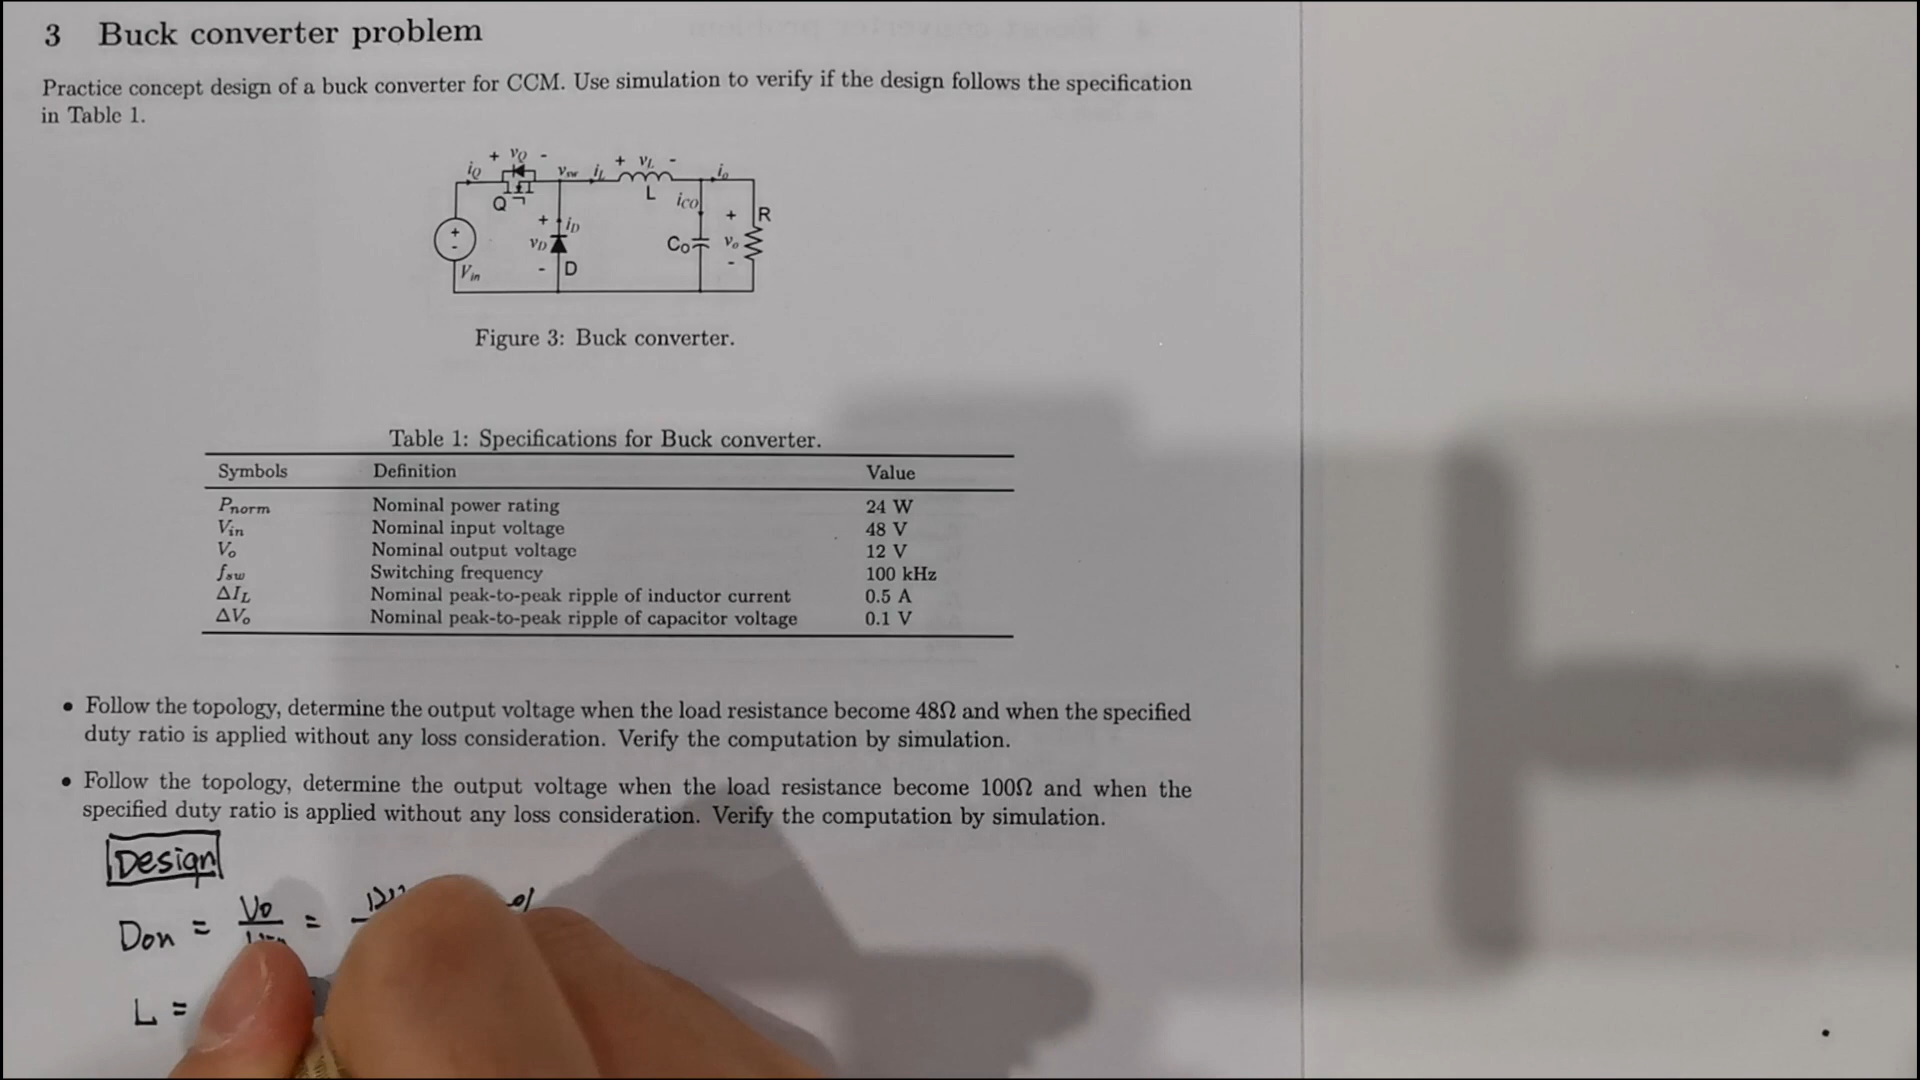 3 Buck converter problem
Practice concept design of a buck converter for CCM. Use simulation to verify if the design follows the specification
in Table 1.
+ vQ -
iQ
vsw
iL
+ vL -
io
Q
L
iCO
+
iD
+
R
+
-
vD
Co
vo
Vin
-
D
-
Figure 3: Buck converter.
Table 1: Specifications for Buck converter.
Symbols Definition Value
Pnorm Nominal power rating 24 W
Vin Nominal input voltage 48 V
Vo Nominal output voltage 12 V
fsw Switching frequency 100 kHz
ΔIL Nominal peak-to-peak ripple of inductor current 0.5 A
ΔVo Nominal peak-to-peak ripple of capacitor voltage 0.1 V
• Follow the topology, determine the output voltage when the load resistance become 48Ω and when the specified
duty ratio is applied without any loss consideration. Verify the computation by simulation.
• Follow the topology, determine the output voltage when the load resistance become 100Ω and when the
specified duty ratio is applied without any loss consideration. Verify the computation by simulation.
Design
Don = Vo =
L =